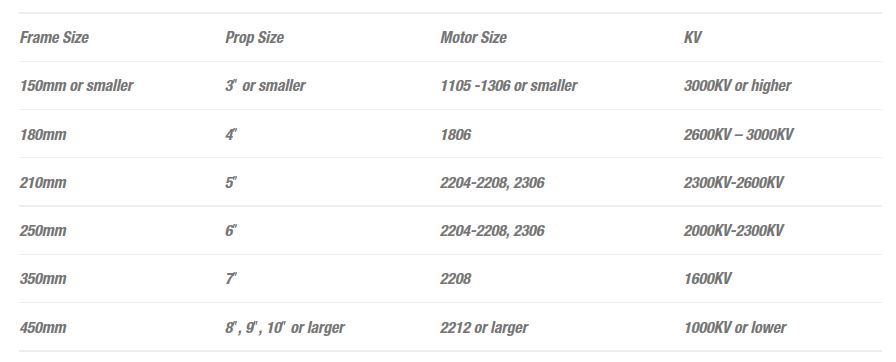 Frame Size Prop Size Motor Size KV
150mm or smaller 3″ or smaller 1105 -1306 or smaller 3000KV or higher
180mm 4″ 1806 2600KV – 3000KV
210mm 5″ 2204-2208, 2306 2300KV-2600KV
250mm 6″ 2204-2208, 2306 2000KV-2300KV
350mm 7″ 2208 1600KV
450mm 8″, 9″, 10″ or larger 2212 or larger 1000KV or lower